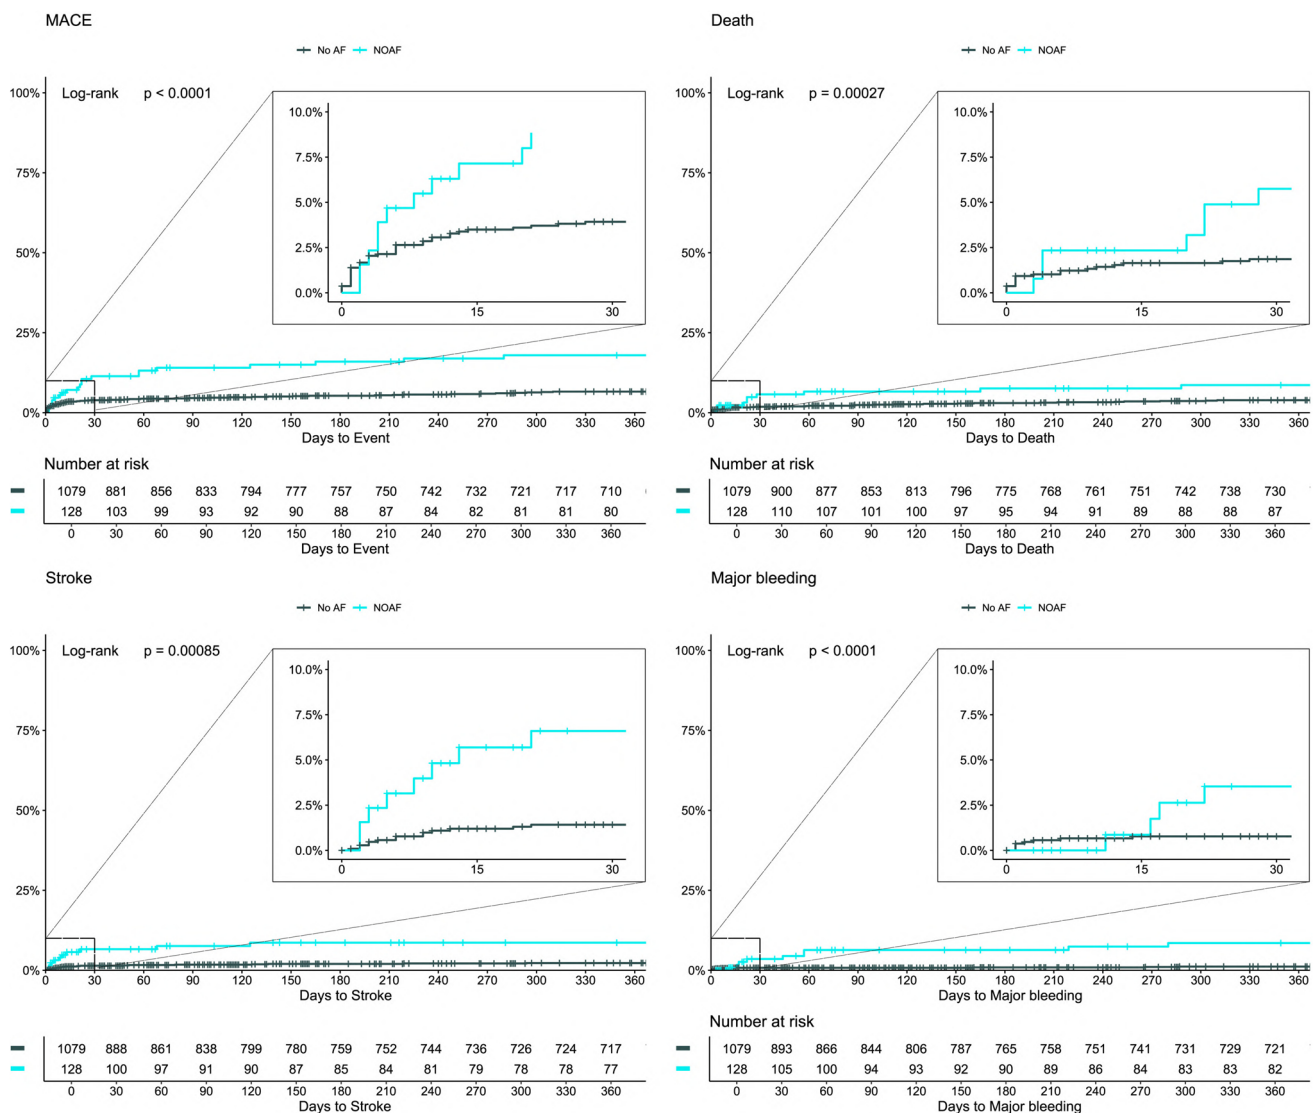 MACE
No AF NOAF
Log-rank p < 0.0001
100%
75%
50%
25%
0%
10.0%
7.5%
5.0%
2.5%
0.0%
0 15 30
0 30 60 90 120 150 180 210 240 270 300 330 360
Days to Event
Number at risk
1079 881 856 833 794 777 757 750 742 732 721 717 710
128 103 99 93 92 90 88 87 84 82 81 81 80
0 30 60 90 120 150 180 210 240 270 300 330 360
Days to Event
Death
No AF NOAF
Log-rank p = 0.00027
100%
75%
50%
25%
0%
10.0%
7.5%
5.0%
2.5%
0.0%
0 15 30
0 30 60 90 120 150 180 210 240 270 300 330 360
Days to Death
Number at risk
1079 900 877 853 813 796 775 768 761 751 742 738 730
128 110 107 101 100 97 95 94 91 89 88 88 87
0 30 60 90 120 150 180 210 240 270 300 330 360
Days to Death
Stroke
No AF NOAF
Log-rank p = 0.00085
100%
75%
50%
25%
0%
10.0%
7.5%
5.0%
2.5%
0.0%
0 15 30
0 30 60 90 120 150 180 210 240 270 300 330 360
Days to Stroke
1079 888 861 838 799 780 759 752 744 736 726 724 717
128 100 97 91 90 87 85 84 81 79 78 78 77
0 30 60 90 120 150 180 210 240 270 300 330 360
Days to Stroke
Major bleeding
No AF NOAF
Log-rank p < 0.0001
100%
75%
50%
25%
0%
10.0%
7.5%
5.0%
2.5%
0.0%
0 15 30
0 30 60 90 120 150 180 210 240 270 300 330 360
Days to Major bleeding
Number at risk
1079 893 866 844 806 787 765 758 751 741 731 729 721
128 105 100 94 93 92 90 89 86 84 83 83 82
0 30 60 90 120 150 180 210 240 270 300 330 360
Days to Major bleeding